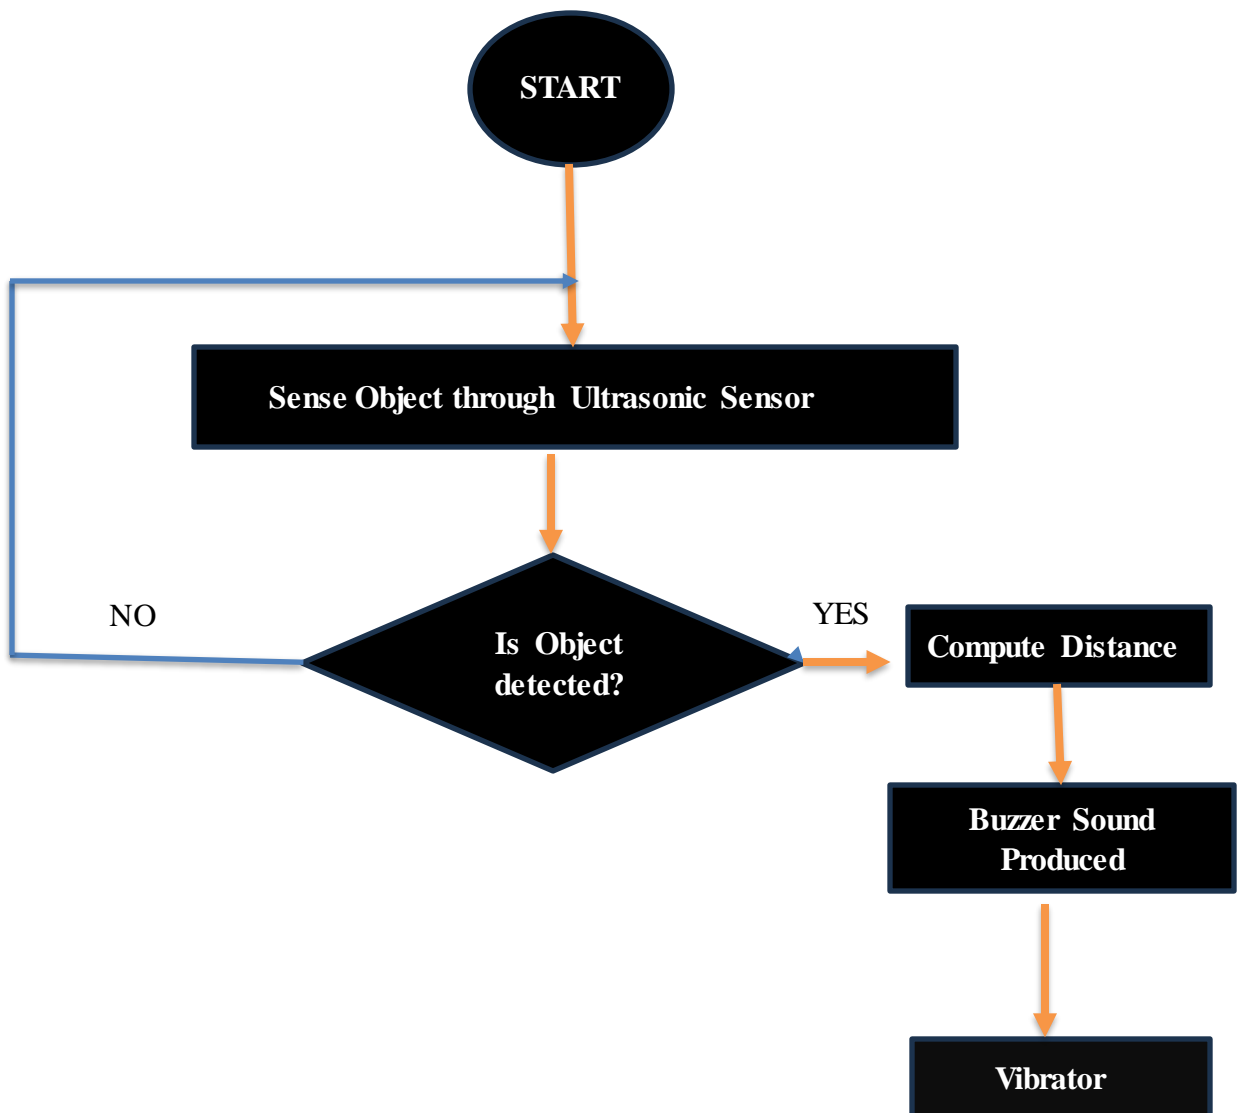 START
Sense Object through Ultrasonic Sensor
NO
Is Object
detected?
YES
Compute Distance
Buzzer Sound
Produced
Vibrator